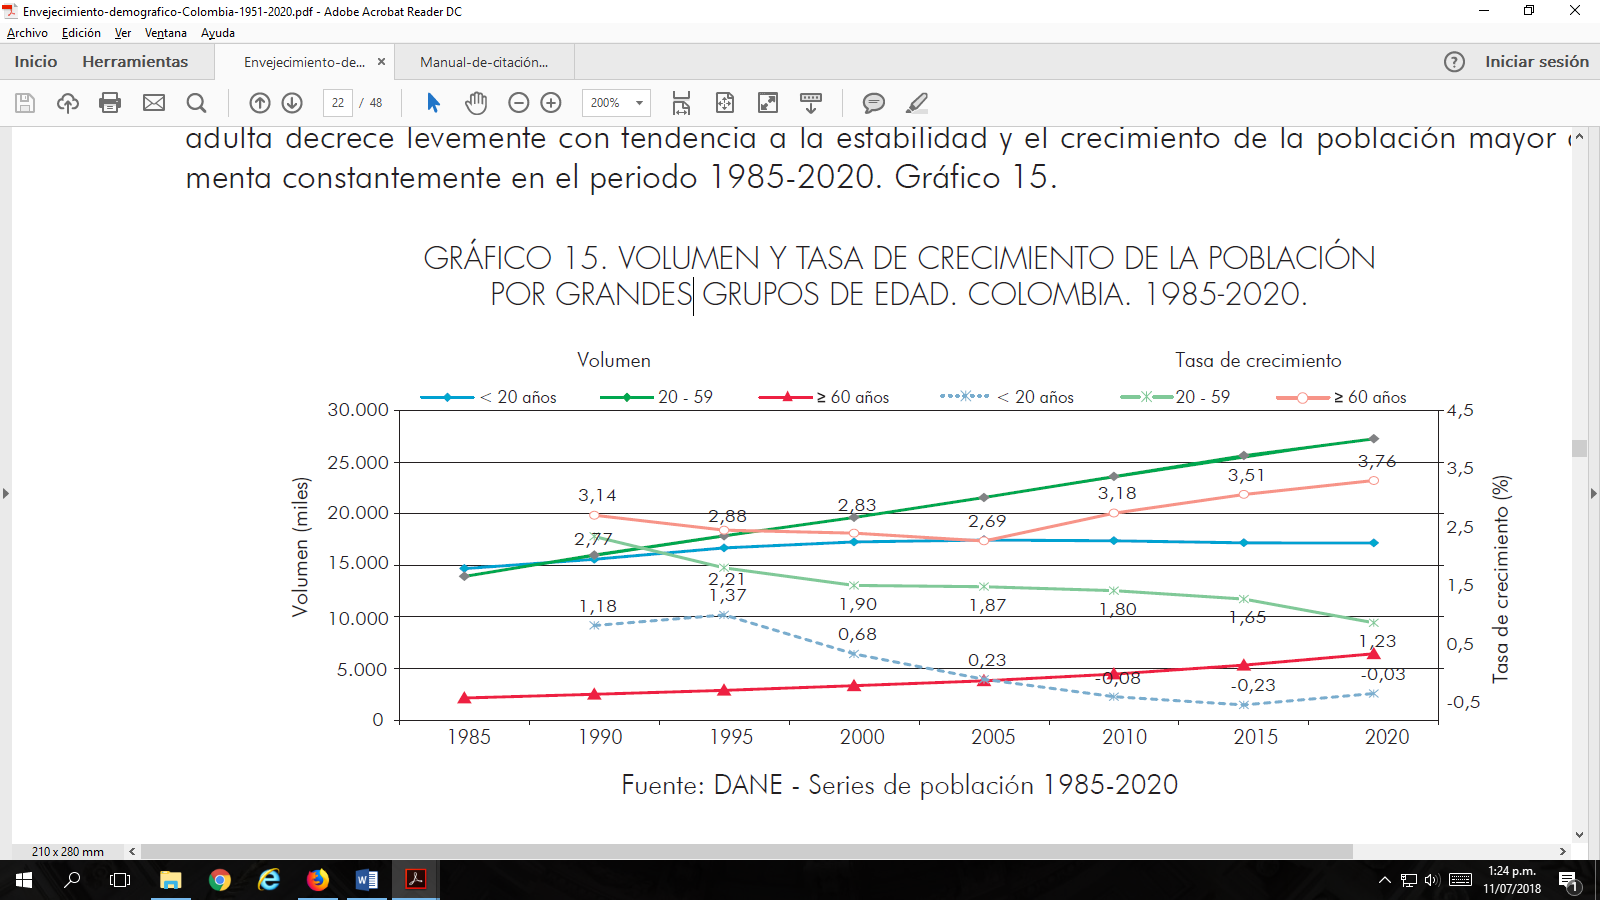 Envejecimiento-demografico-Colombia-1951-2020.pdf - Adobe Acrobat Reader DC
Archivo Edición Ver Ventana Ayuda
Inicio Herramientas Envejecimiento-de... × Manual-de-citación... ? Iniciar sesión
22 / 48 200%
adulta decrece levemente con tendencia a la estabilidad y el crecimiento de la población mayor
menta constantemente en el periodo 1985-2020. Gráfico 15.
GRÁFICO 15. VOLUMEN Y TASA DE CRECIMIENTO DE LA POBLACIÓN
POR GRANDES GRUPOS DE EDAD. COLOMBIA. 1985-2020.
Volumen Tasa de crecimiento
< 20 años 20 - 59 ≥ 60 años < 20 años 20 - 59 ≥ 60 años
Volumen (miles)
30.000
25.000
20.000
15.000
10.000
5.000
0
3,14 2,88 2,83 2,69 3,18 3,51 3,76
2,77 2,21 1,90 1,87 1,80 1,65 1,23
1,18 1,37 0,68 0,23 -0,08 -0,23 -0,03
4,5
3,5
2,5
1,5
0,5
-0,5
Tasa de crecimiento (%)
1985 1990 1995 2000 2005 2010 2015 2020
Fuente: DANE - Series de población 1985-2020
210 x 280 mm
1:24 p.m.
11/07/2018
1